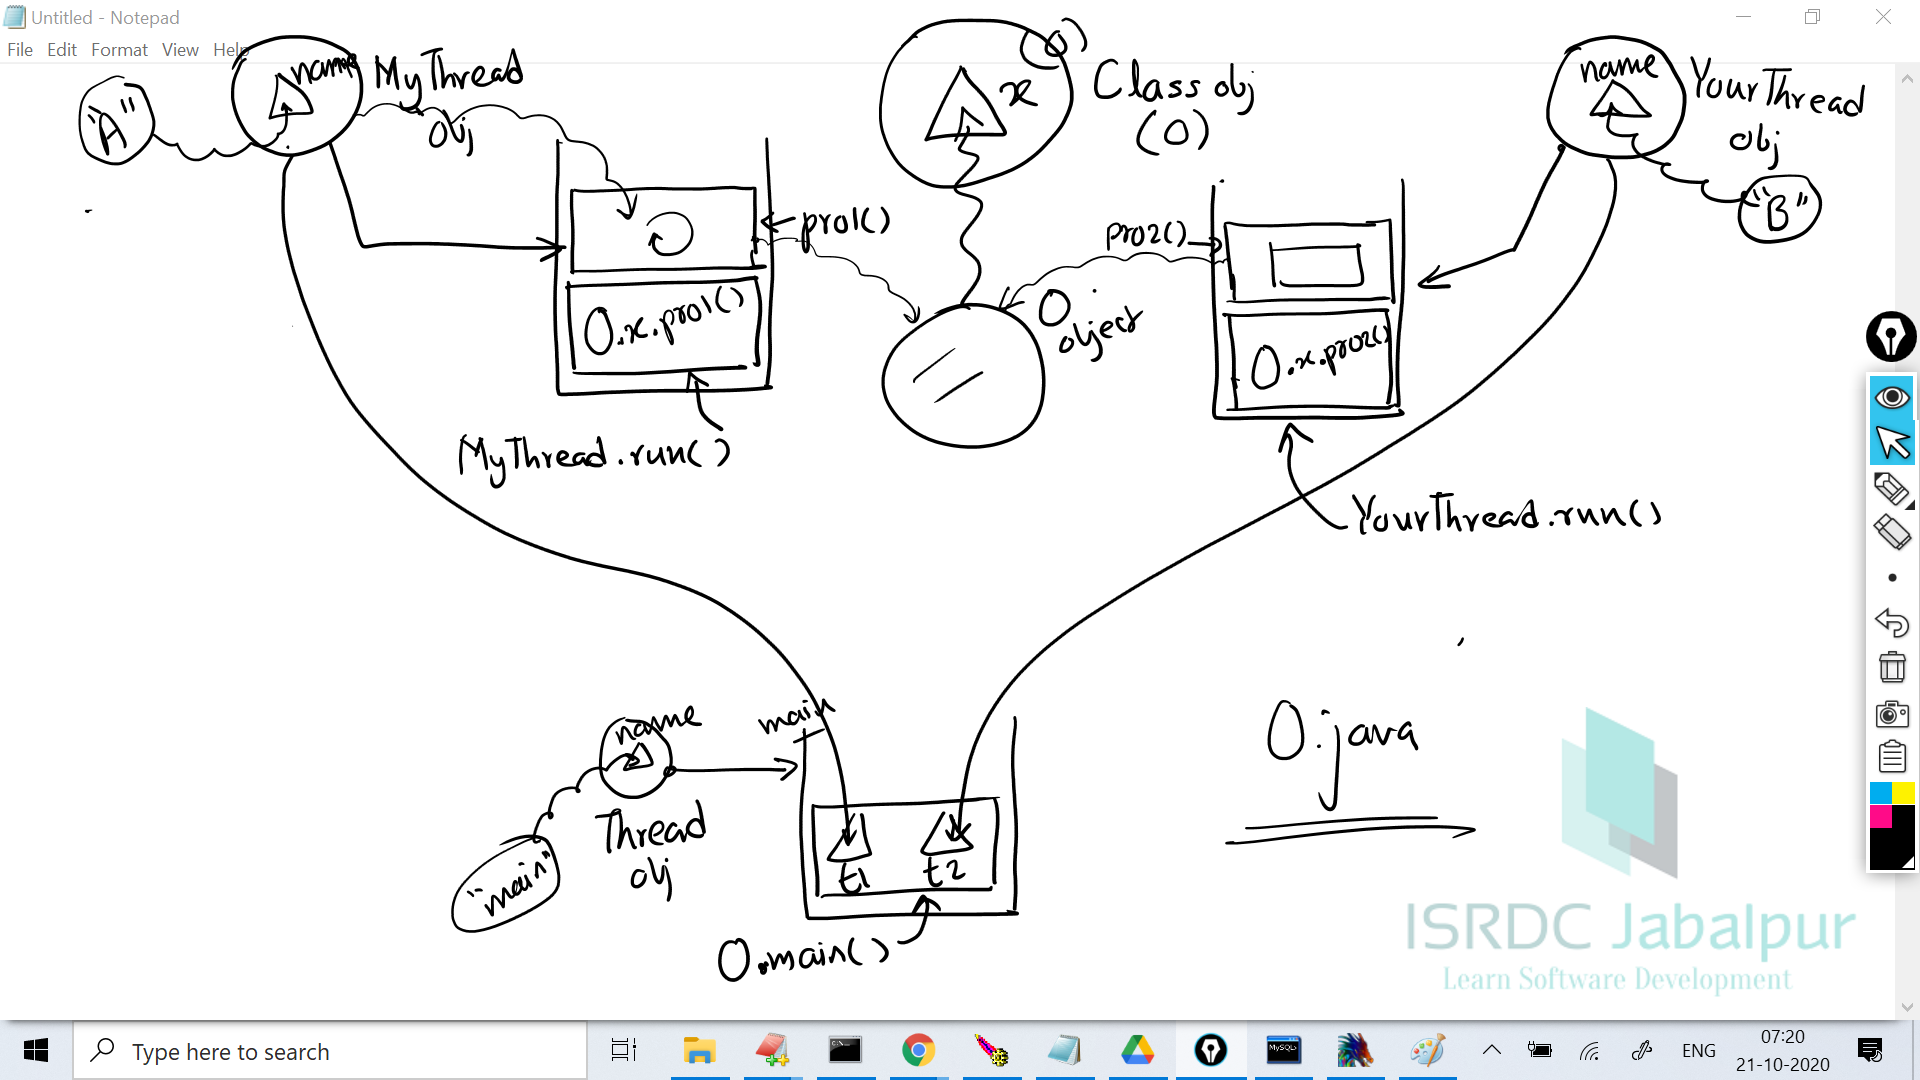 Untitled - Notepad
File Edit Format View Help
name
MyThread
obj
"A"
x
Class obj
(O)
name
YourThread
obj
"B"
pro1()
pro2()
O
object
O.x.pro1()
O.x.pro2()
MyThread.run()
YourThread.run()
name
main
Thread
obj
"main"
t1 t2
O.main()
O.java
ISRDC Jabalpur
Learn Software Development
Type here to search
C:\_
MySQL
ENG
07:20
21-10-2020